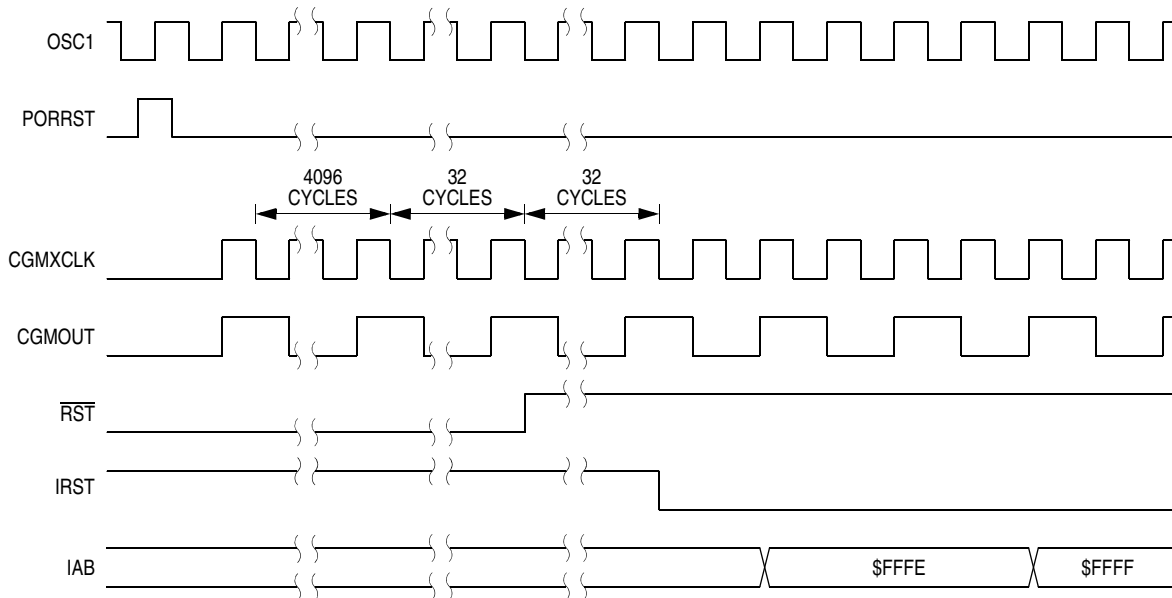 OSC1
PORRST
4096
CYCLES
32
CYCLES
32
CYCLES
CGMXCLK
CGMOUT
RST
IRST
IAB
$FFFE
$FFFF